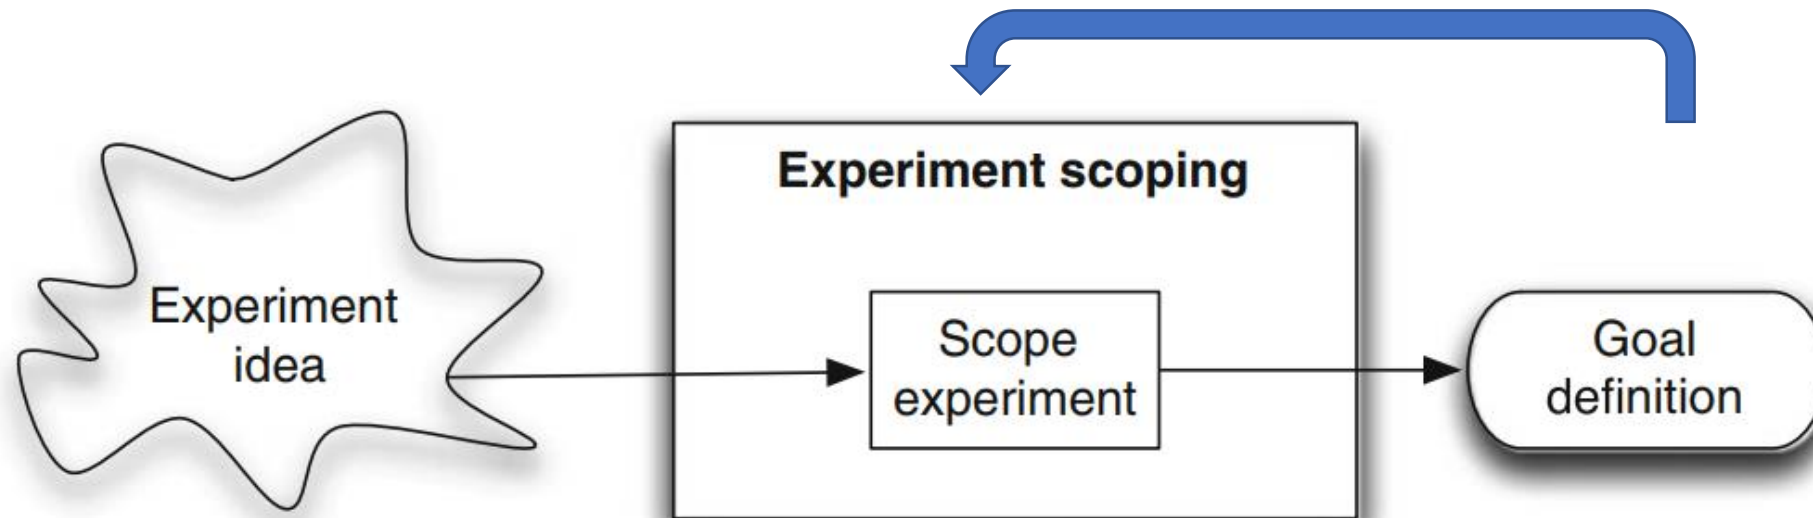 Experiment scoping
Experiment
idea
Scope
experiment
Goal
definition